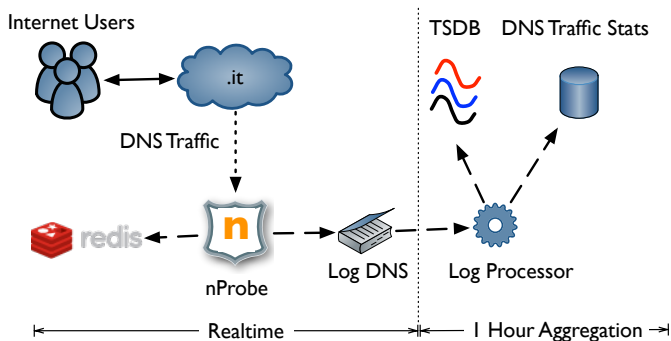 Internet Users
TSDB
DNS Traffic Stats
.it
DNS Traffic
redis
n
nProbe
Log DNS
Log Processor
Realtime
1 Hour Aggregation